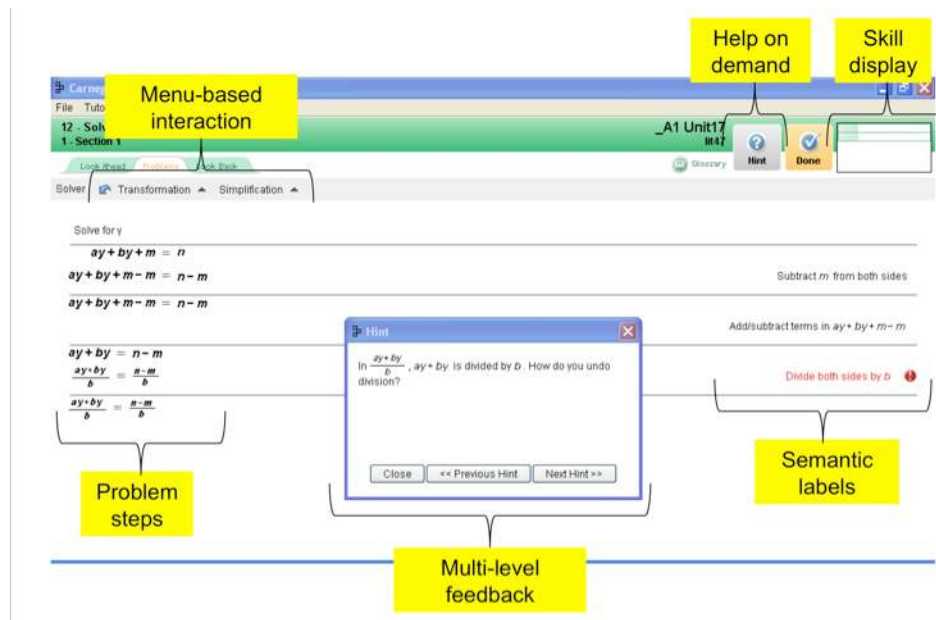 Help on
demand
Skill
display
Menu-based
interaction
Carneg
File Tuto
12 - Solv
1 - Section 1
_A1 Unit17
lit47
Look Ahead Problems Look Back
Glossary
Hint
Done
Solver Transformation Simplification
Solve for y
ay + by + m = n
ay + by + m − m = n − m
Subtract m from both sides
ay + by + m − m = n − m
Add/subtract terms in ay + by + m − m
ay + by = n − m
ay+by/b = n−m/b
Divide both sides by b
ay+by/b = n−m/b
Hint
In ay+by/b , ay + by is divided by b . How do you undo
division?
Close << Previous Hint Next Hint >>
Problem
steps
Semantic
labels
Multi-level
feedback